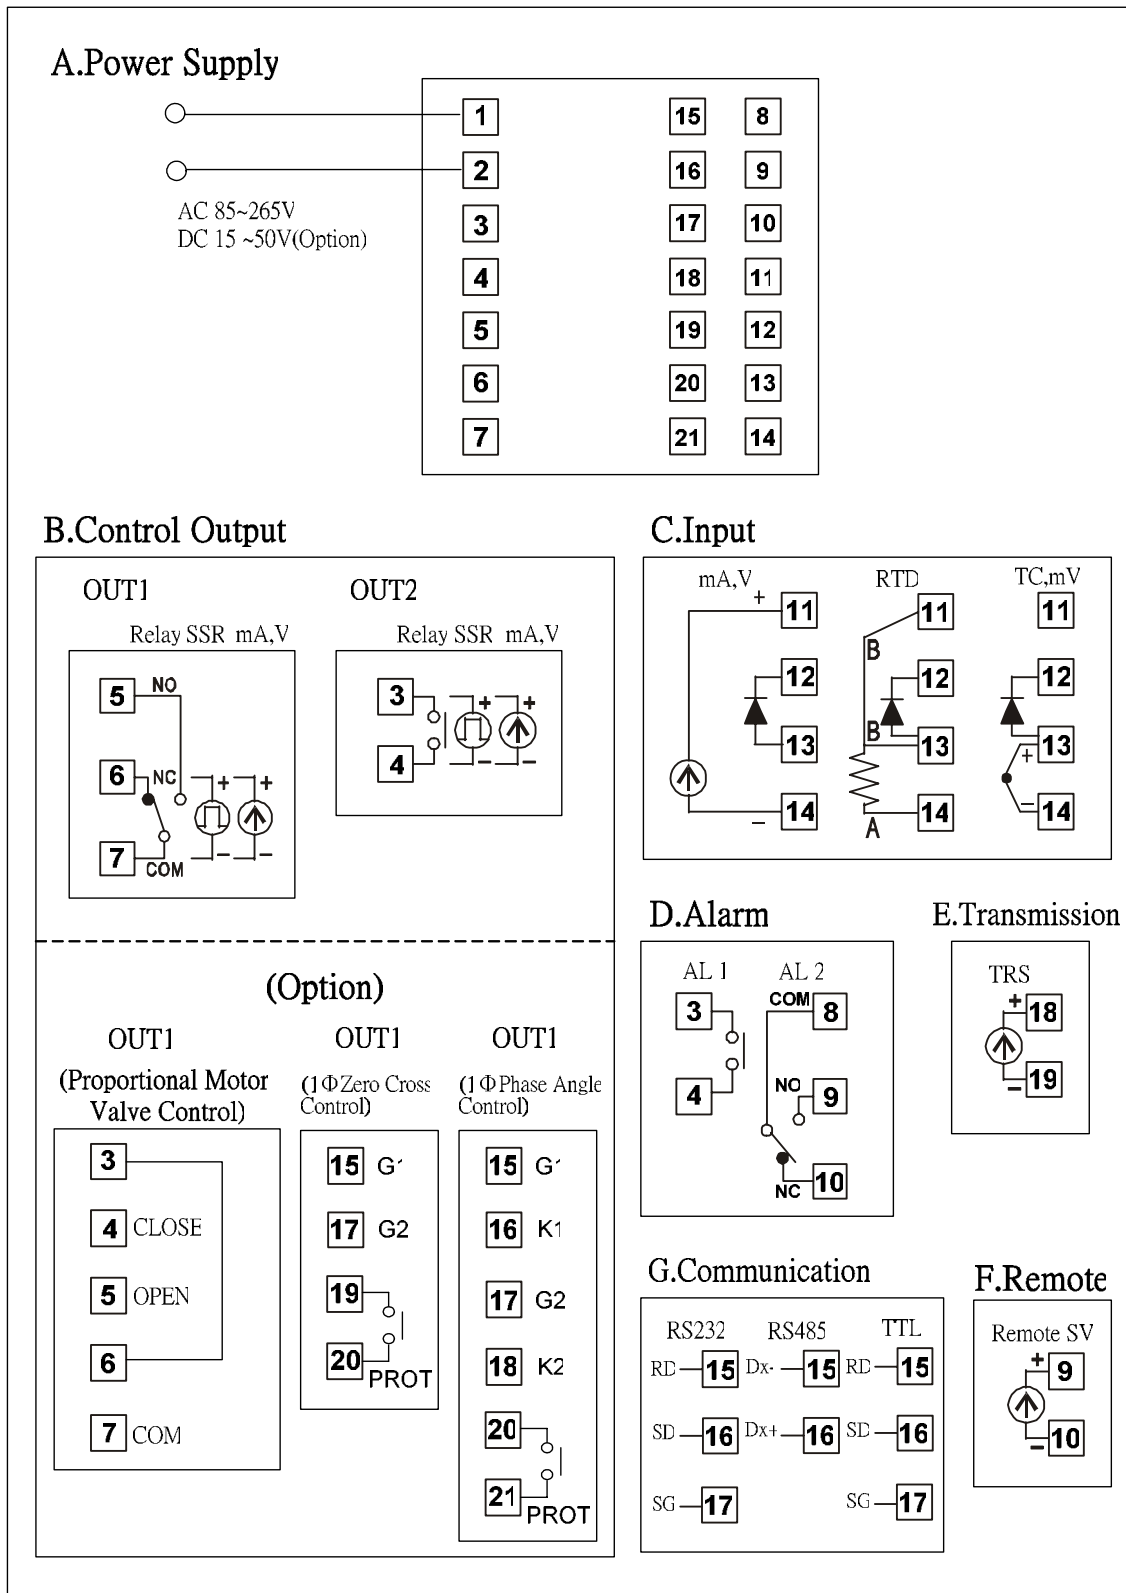 A.Power Supply
1 15 8
2 16 9
AC 85~265V
DC 15 ~50V(Option)
3 17 10
4 18 11
5 19 12
6 20 13
7 21 14
B.Control Output
OUT1
Relay SSR mA,V
5 NO
6 NC + +
7 COM − −
OUT2
Relay SSR mA,V
3 + +
4 − −
(Option)
OUT1
(Proportional Motor
Valve Control)
3
4 CLOSE
5 OPEN
6
7 COM
OUT1
(1ΦZero Cross
Control)
15 G1
17 G2
19
20 PROT
OUT1
(1ΦPhase Angle
Control)
15 G1
16 K1
17 G2
18 K2
20
21 PROT
C.Input
mA,V
+ 11
12
13
− 14
RTD
11
B
12
B 13
A 14
TC,mV
11
12
13
+
−
14
D.Alarm
AL 1
3
4
AL 2
COM 8
NO 9
NC 10
E.Transmission
TRS
+ 18
− 19
G.Communication
RS232
RD 15
SD 16
SG 17
RS485
Dx- 15
Dx+ 16
TTL
RD 15
SD 16
SG 17
F.Remote
Remote SV
+ 9
− 10